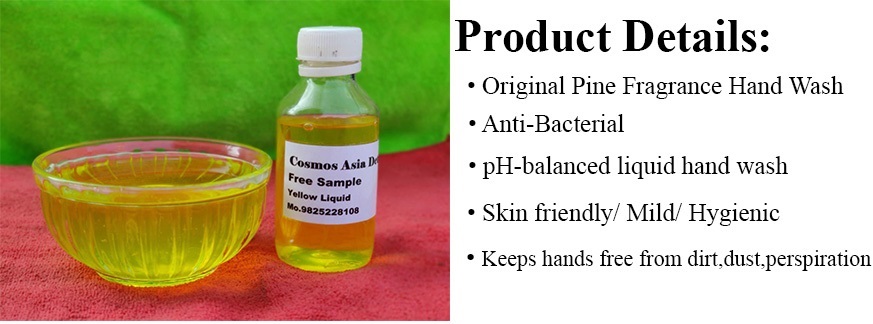 Cosmos Asia
Free Sample
Yellow Liquid
Mo.9825228108
Product Details:
• Original Pine Fragrance Hand Wash
• Anti-Bacterial
• pH-balanced liquid hand wash
• Skin friendly/ Mild/ Hygienic
• Keeps hands free from dirt,dust,perspiration